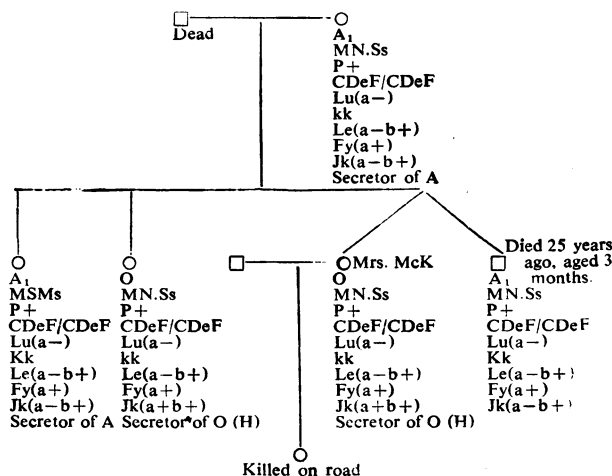 Dead
A₁
MN.Ss
P+
CDeF/CDeF
Lu(a−)
kk
Le(a−b+)
Fy(a+)
Jk(a−b+)
Secretor of A
A₁
MSMs
P+
CDeF/CDeF
Lu(a−)
Kk
Le(a−b+)
Fy(a+)
Jk(a−b+)
Secretor of A
O
MN.Ss
P+
CDeF/CDeF
Lu(a−)
kk
Le(a−b+)
Fy(a+)
Jk(a+b+)
Secretor of O (H)
Mrs. McK
O
MN.Ss
P+
CDeF/CDeF
Lu(a−)
kk
Le(a−b+)
Fy(a+)
Jk(a+b+)
Secretor of O (H)
Died 25 years
ago, aged 3
months.
A₁
MN.Ss
P+
CDeF/CDeF
Lu(a−)
Kk
Le(a−b+)
Fy(a+)
Jk(a−b+)
Killed on road